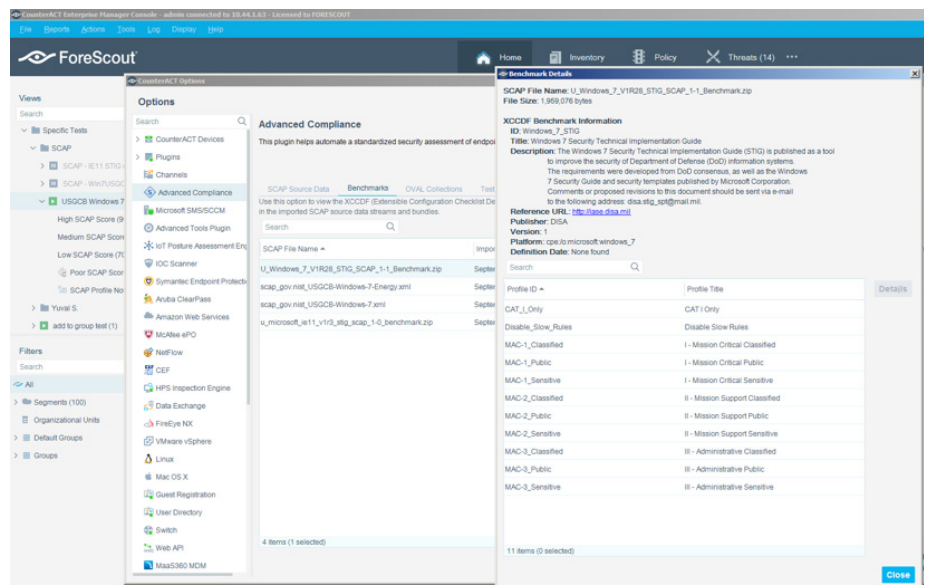 CounterACT Enterprise Manager Console - admin connected to 10.44.1.63 - Licensed to FORESCOUT
File Reports Actions Tools Log Display Help
ForeScout
Home Inventory Policy Threats (14) ...
Views
Search
Specific Tests
SCAP
SCAP - IE11 STIG
SCAP - Win7USGC
USGCB Windows 7
High SCAP Score (9
Medium SCAP Score
Low SCAP Score (70
Poor SCAP Scor
SCAP Profile No
Yuval S.
add to group test (1)
Filters
Search
All
Segments (100)
Organizational Units
Default Groups
Groups
CounterACT Options
Options
Search
CounterACT Devices
Plugins
Channels
Advanced Compliance
Microsoft SMS/SCCM
Advanced Tools Plugin
IoT Posture Assessment Eng
IOC Scanner
Symantec Endpoint Protecti
Aruba ClearPass
Amazon Web Services
McAfee ePO
NetFlow
CEF
HPS Inspection Engine
Data Exchange
FireEye NX
VMware vSphere
Linux
Mac OS X
Guest Registration
User Directory
Switch
Web API
MaaS360 MDM
Advanced Compliance
This plugin helps automate a standardized security assessment of endpoi
SCAP Source Data Benchmarks OVAL Collections Test
Use this option to view the XCCDF (Extensible Configuration Checklist De
in the imported SCAP source data streams and bundles.
Search
SCAP File Name Impor
U_Windows_7_V1R28_STIG_SCAP_1-1_Benchmark.zip Septer
scap_gov.nist_USGCB-Windows-7-Energy.xml Septer
scap_gov.nist_USGCB-Windows-7.xml Septer
u_microsoft_ie11_v1r3_stig_scap_1-0_benchmark.zip Septer
4 items (1 selected)
Benchmark Details
SCAP File Name: U_Windows_7_V1R28_STIG_SCAP_1-1_Benchmark.zip
File Size: 1,959,076 bytes
XCCDF Benchmark Information
ID: Windows_7_STIG
Title: Windows 7 Security Technical Implementation Guide
Description: The Windows 7 Security Technical Implementation Guide (STIG) is published as a tool
to improve the security of Department of Defense (DoD) information systems.
The requirements were developed from DoD consensus, as well as the Windows
7 Security Guide and security templates published by Microsoft Corporation.
Comments or proposed revisions to this document should be sent via e-mail
to the following address: disa.stig_spt@mail.mil.
Reference URL: http://iase.disa.mil
Publisher: DISA
Version: 1
Platform: cpe:/o:microsoft:windows_7
Definition Date: None found
Search
Profile ID Profile Title
Details
CAT_I_Only CAT I Only
Disable_Slow_Rules Disable Slow Rules
MAC-1_Classified I - Mission Critical Classified
MAC-1_Public I - Mission Critical Public
MAC-1_Sensitive I - Mission Critical Sensitive
MAC-2_Classified II - Mission Support Classified
MAC-2_Public II - Mission Support Public
MAC-2_Sensitive II - Mission Support Sensitive
MAC-3_Classified III - Administrative Classified
MAC-3_Public III - Administrative Public
MAC-3_Sensitive III - Administrative Sensitive
11 items (0 selected)
Close